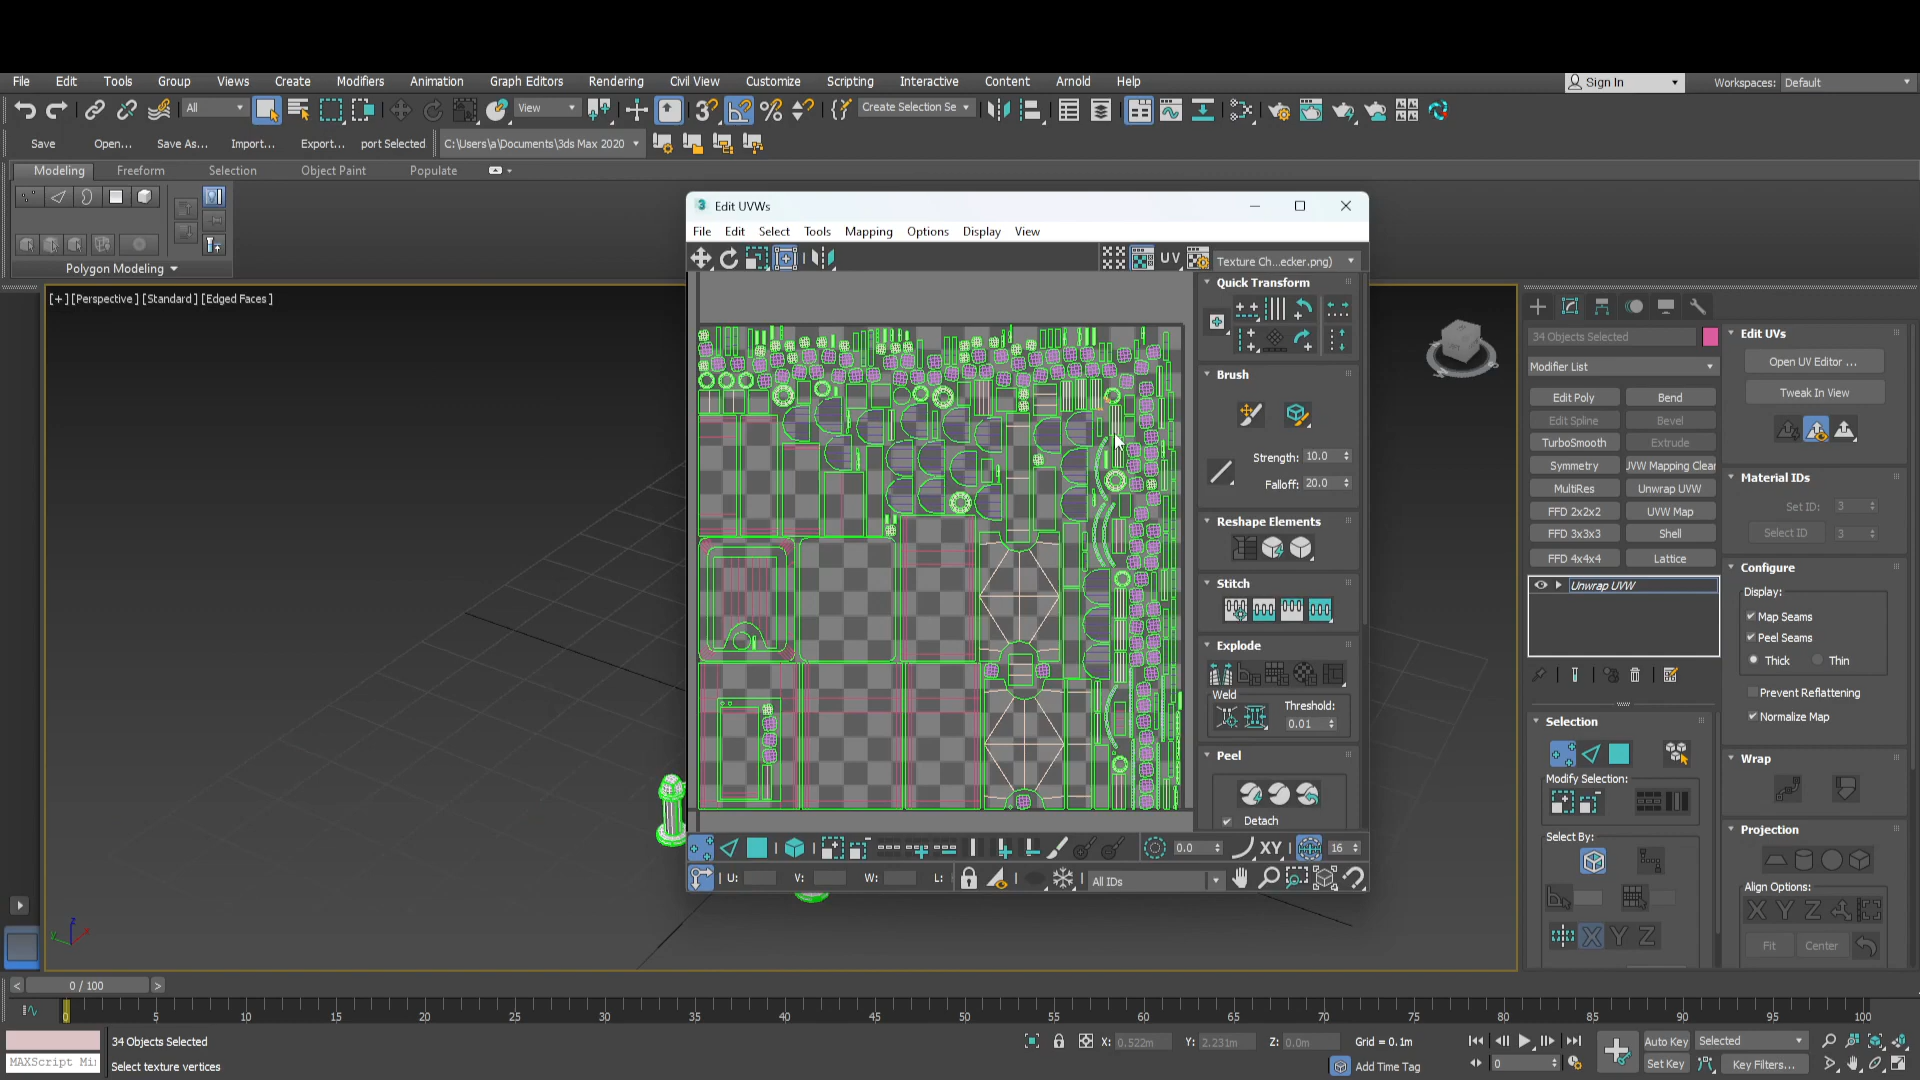 File Edit Tools Group Views Create Modifiers Animation Graph Editors Rendering Civil View Customize Scripting Interactive Content Arnold Help
Sign In Workspaces: Default
All View Create Selection Se
Save Open... Save As... Import... Export... port Selected C:\Users\a\Documents\3ds Max 2020
Modeling Freeform Selection Object Paint Populate
Polygon Modeling
[+] [Perspective] [Standard] [Edged Faces]
3 Edit UVWs
File Edit Select Tools Mapping Options Display View
UV Texture Ch...ecker.png)
Quick Transform
Brush
Strength: 10.0
Falloff: 20.0
Reshape Elements
Stitch
Explode
Weld
Threshold:
0.01
Peel
Detach
0.0 XY 16
U: V: W: L: All IDs
34 Objects Selected
Modifier List
Edit Poly Bend
Edit Spline Bevel
TurboSmooth Extrude
Symmetry JVW Mapping Clear
MultiRes Unwrap UVW
FFD 2x2x2 UVW Map
FFD 3x3x3 Shell
FFD 4x4x4 Lattice
Unwrap UVW
Selection
Modify Selection:
Select By:
X Y Z
Edit UVs
Open UV Editor ...
Tweak In View
Material IDs
Set ID: 3
Select ID 3
Configure
Display:
Map Seams
Peel Seams
Thick Thin
Prevent Reflattening
Normalize Map
Wrap
Projection
Align Options:
X Y Z
Fit Center
z y x
< 0 / 100 >
0 5 10 15 20 25 30 35 40 45 50 55 60 65 70 75 80 85 90 95 100
34 Objects Selected X: 0.522m Y: 2.231m Z: 0.0m Grid = 0.1m Auto Key Selected
MAXScript Mi Select texture vertices Add Time Tag 0 Set Key Key Filters...